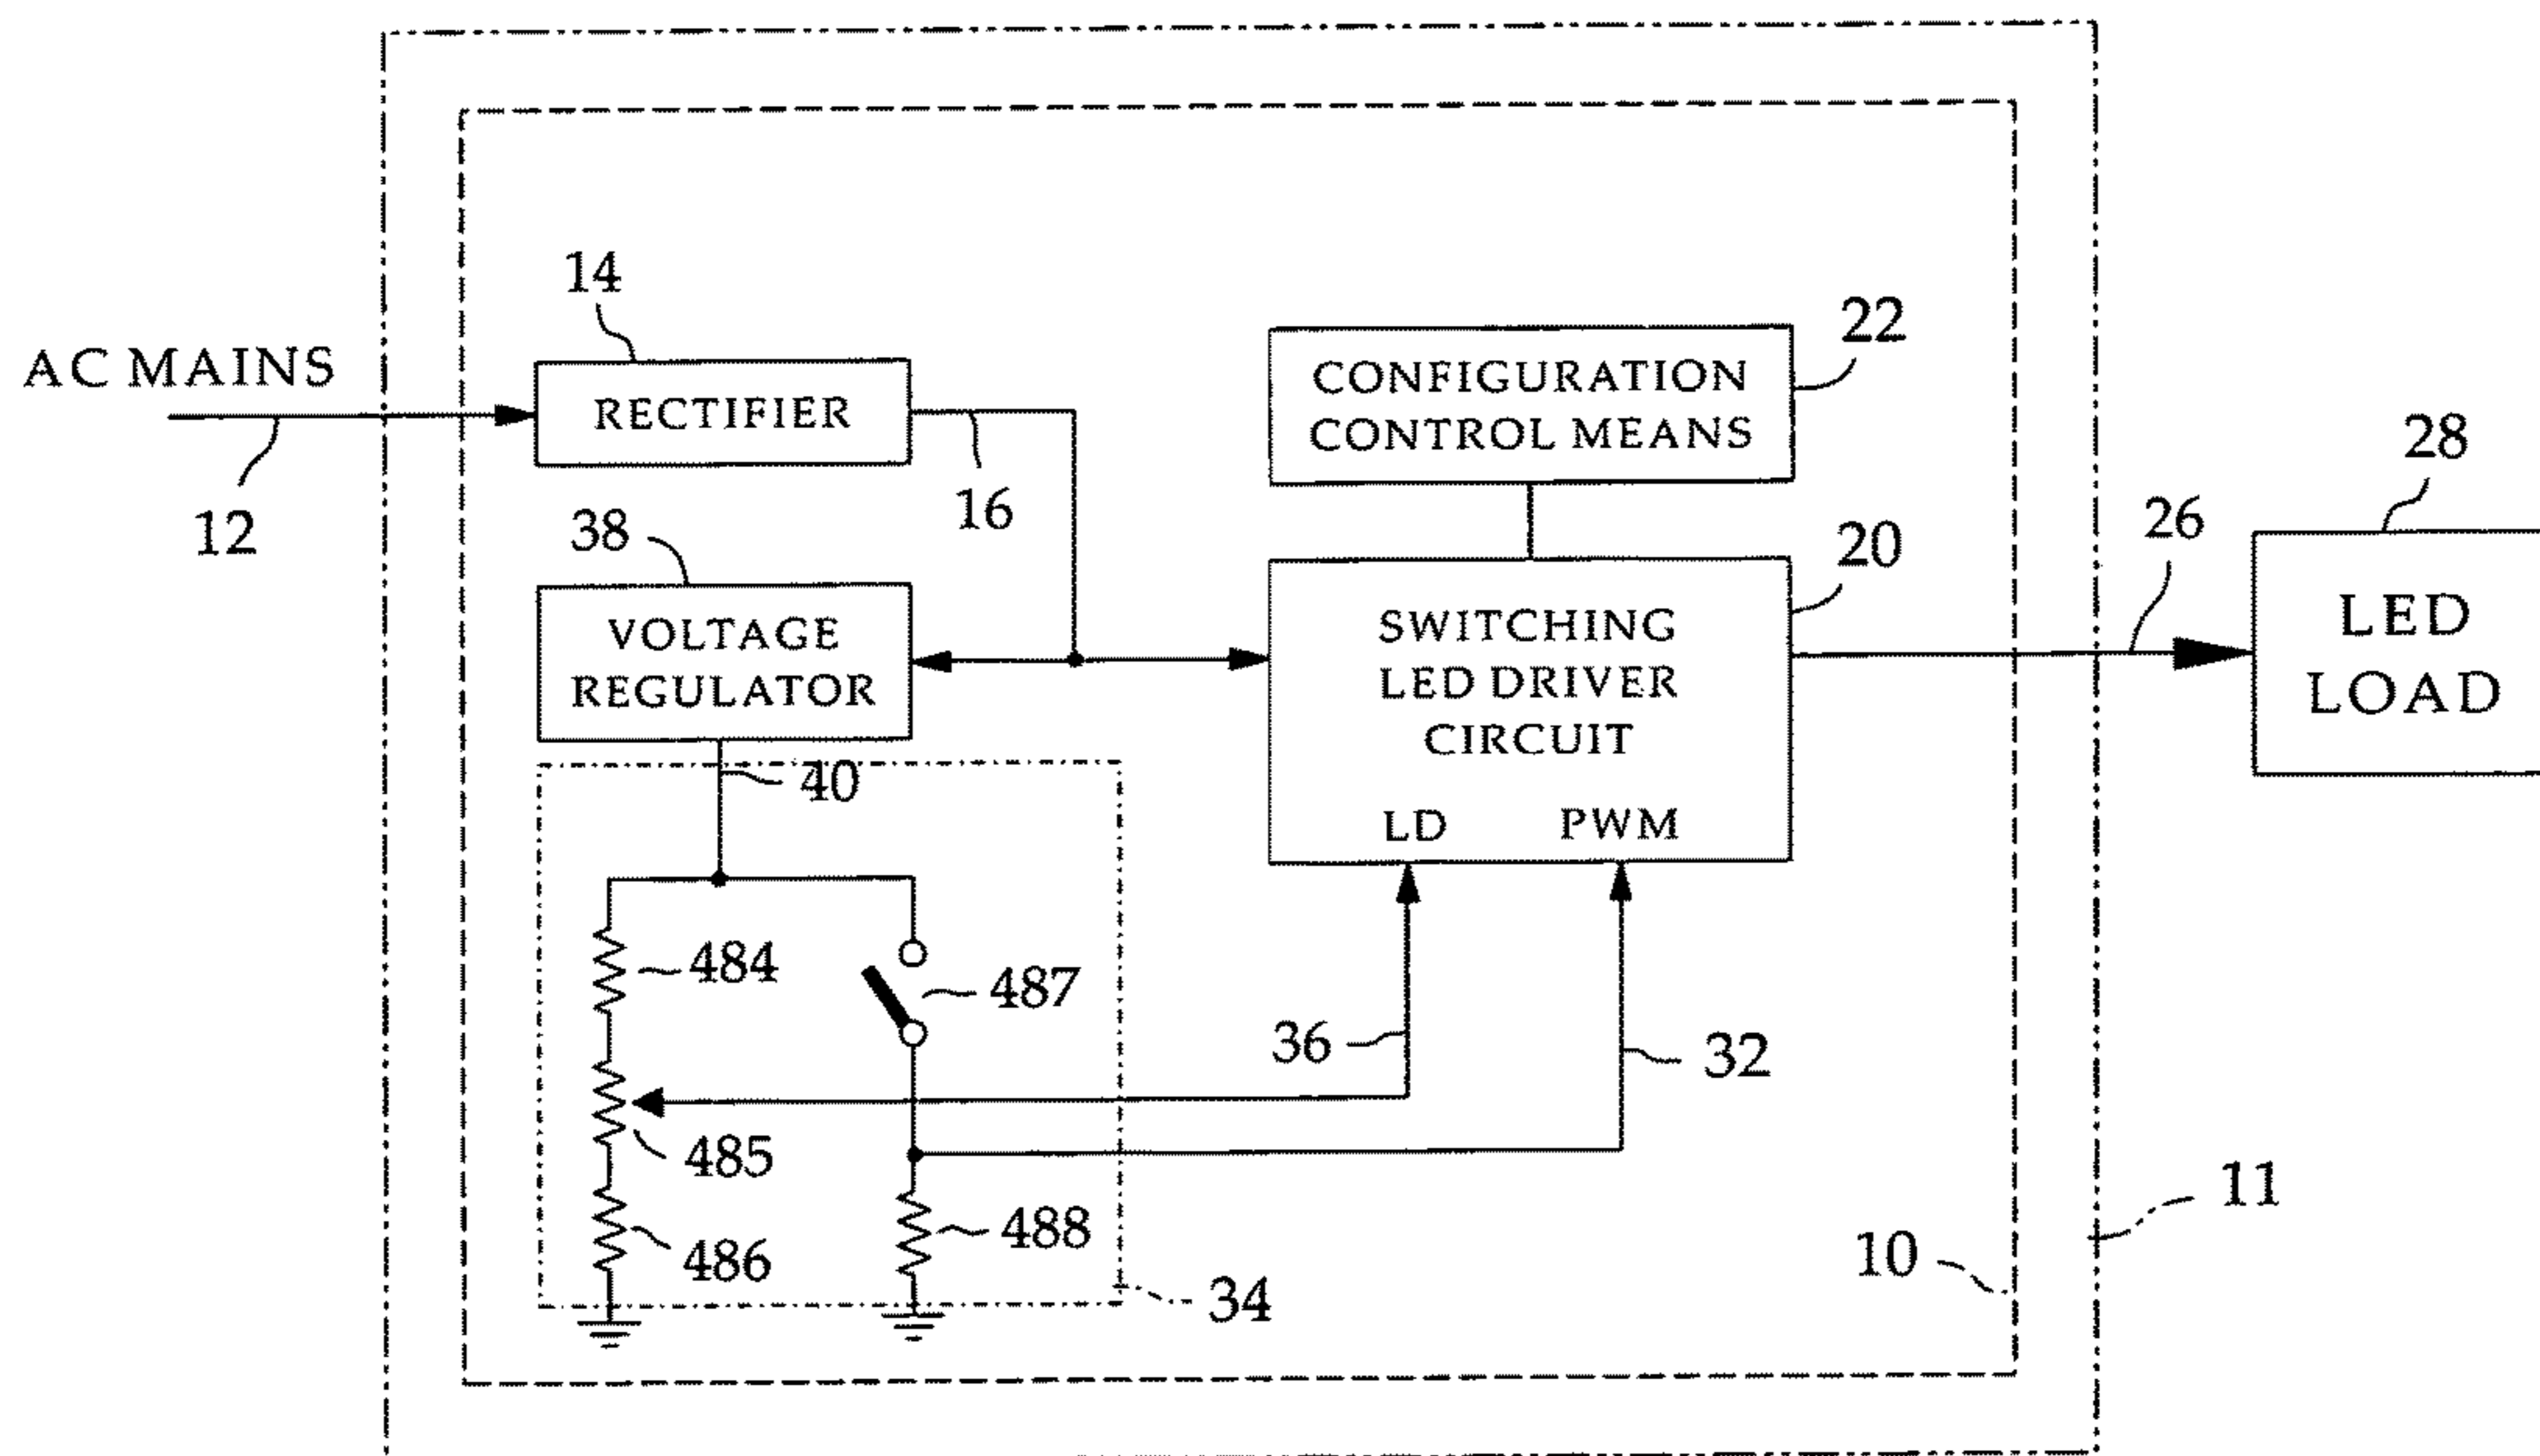 AC MAINS
12
14
RECTIFIER
16
38
VOLTAGE
REGULATOR
40
22
CONFIGURATION
CONTROL MEANS
20
SWITCHING
LED DRIVER
CIRCUIT
LD PWM
26
28
LED
LOAD
484
487
485
486
488
36
32
34
10
11